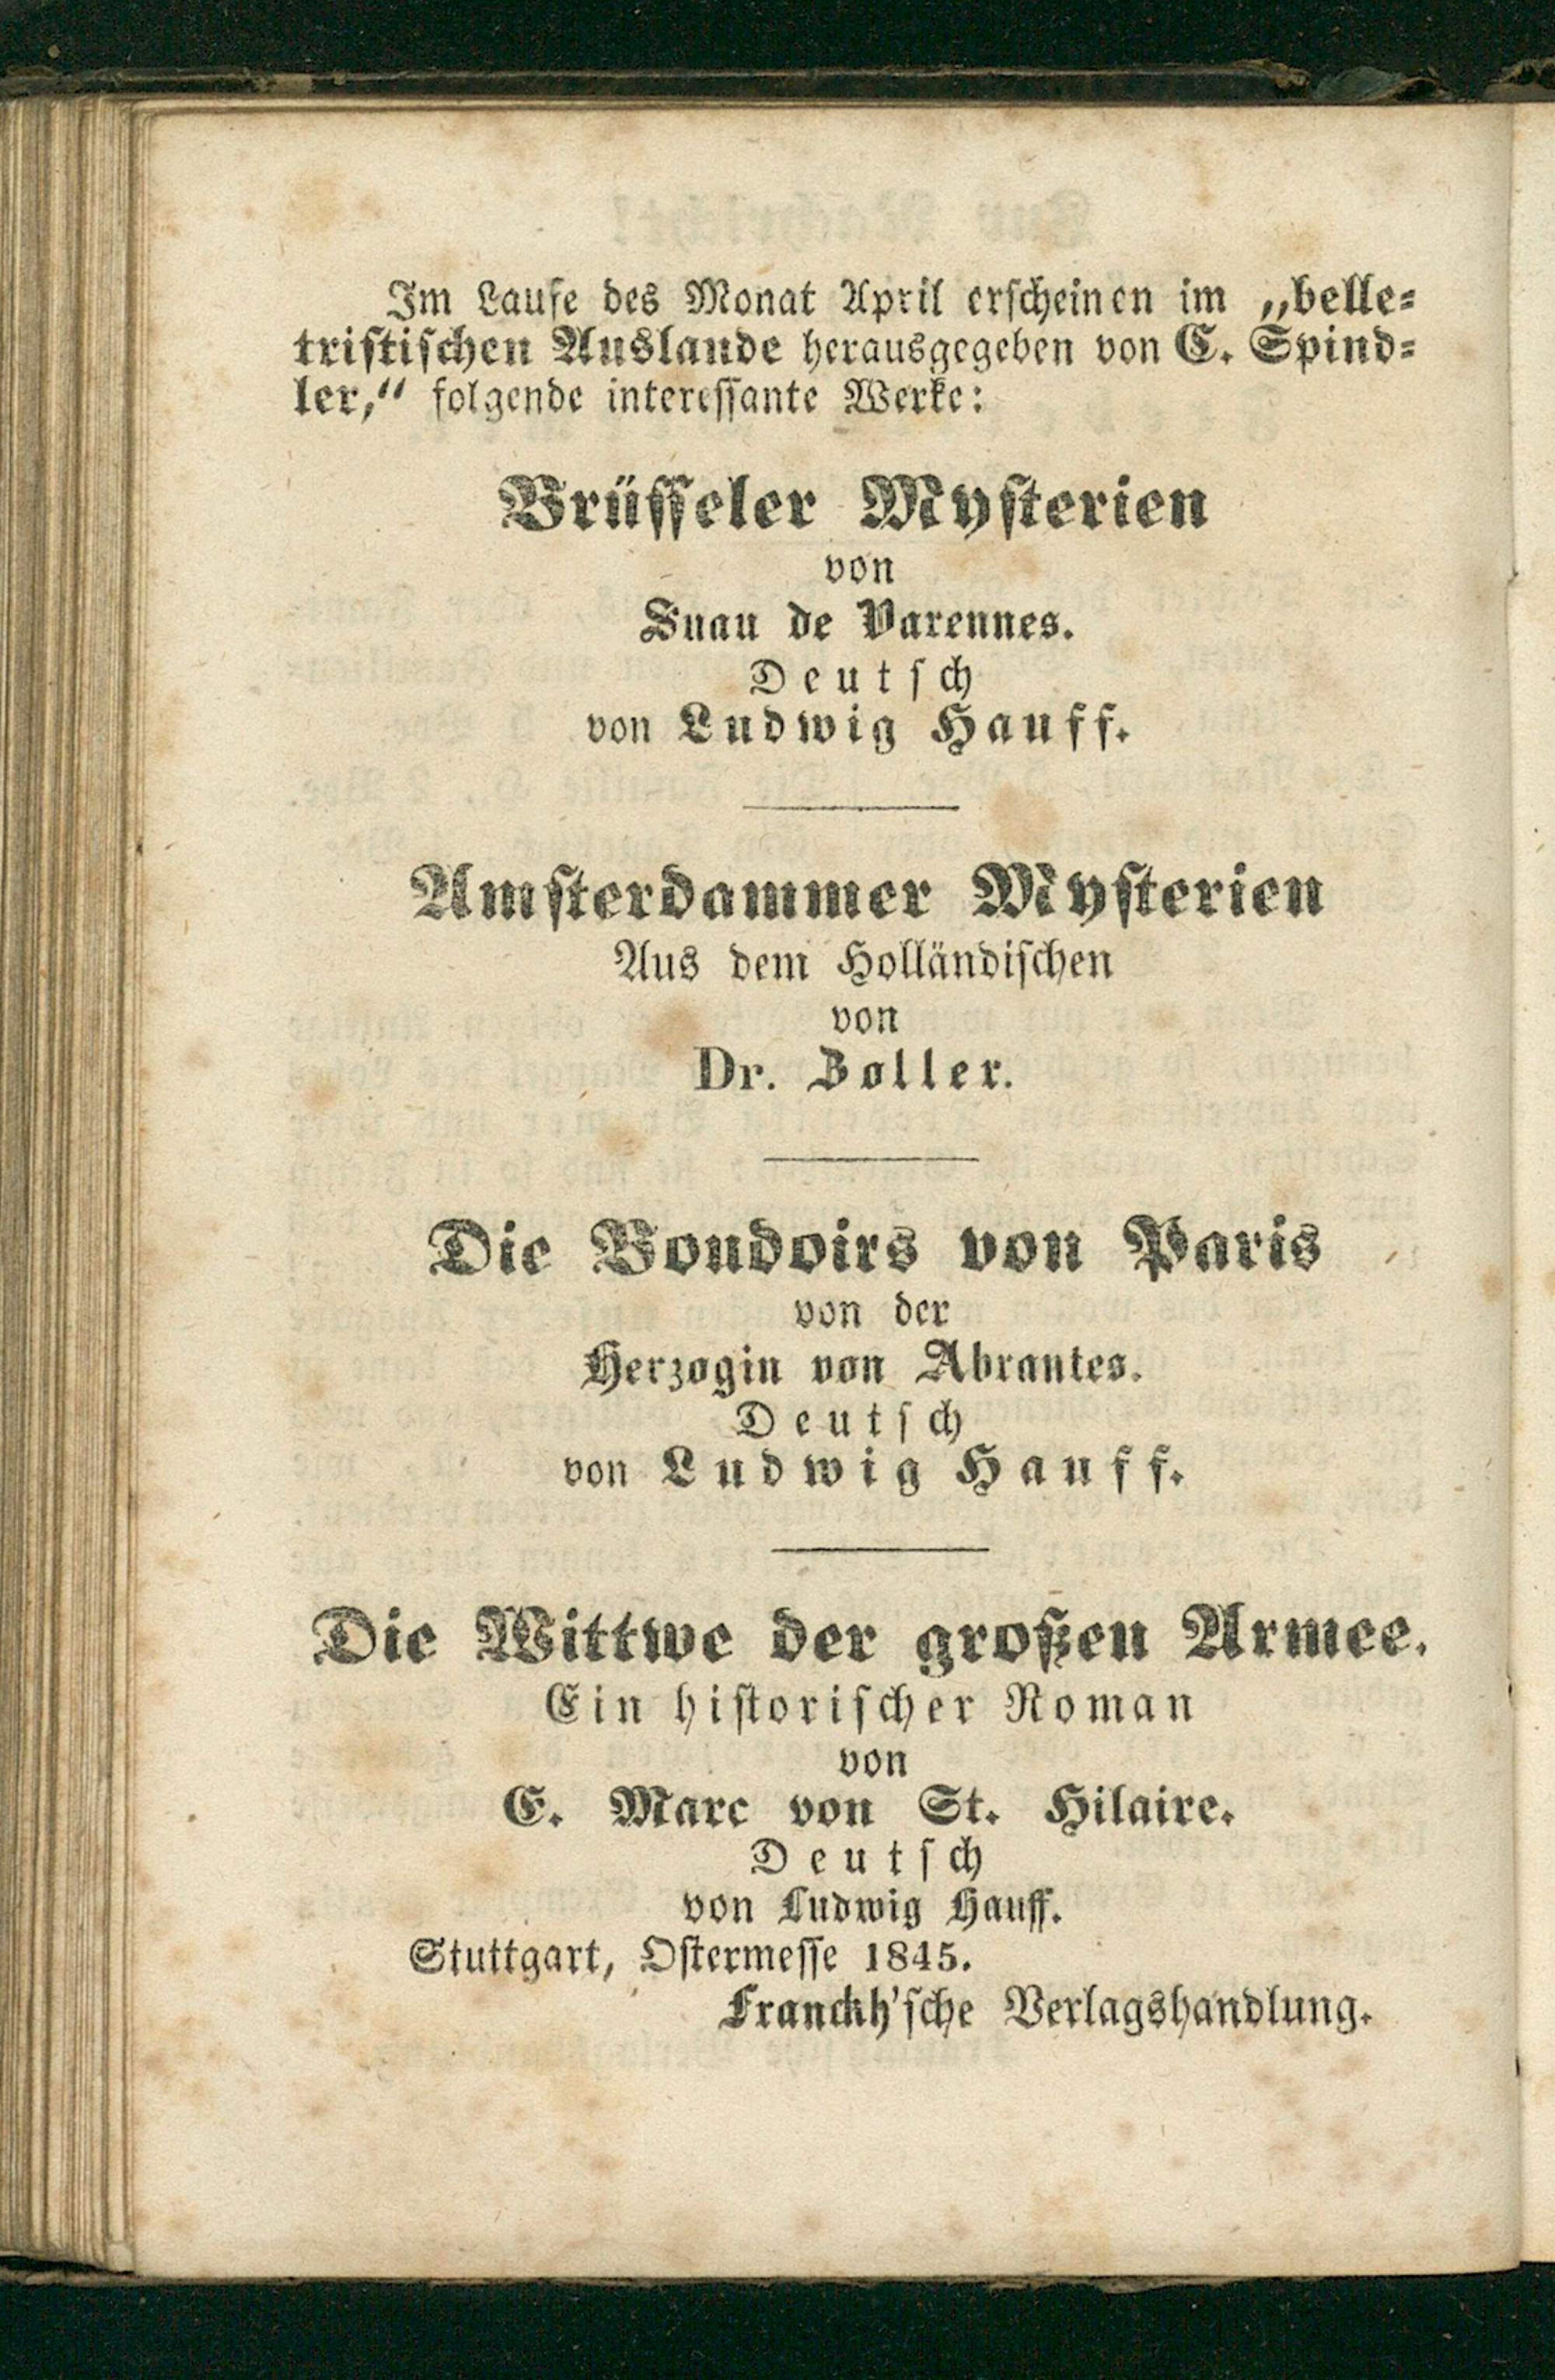 Im Laufe des Monat April erscheinen im „belle=
tristischen Auslande herausgegeben von C. Spind=
ler,“ folgende interessante Werke:
Brüsseler Mysterien
von
Suau de Varennes.
Deutsch
von Ludwig Hauff.
Amsterdammer Mysterien
Aus dem Holländischen
von
Dr. Zoller.
Die Boudoirs von Paris
von der
Herzogin von Abrantes.
Deutsch
von Ludwig Hauff.
Die Wittwe der großen Armee.
Ein historischer Roman
von
E. Marc von St. Hilaire.
Deutsch
von Ludwig Hauff.
Stuttgart, Ostermesse 1845.
Franckh'sche Verlagshandlung.